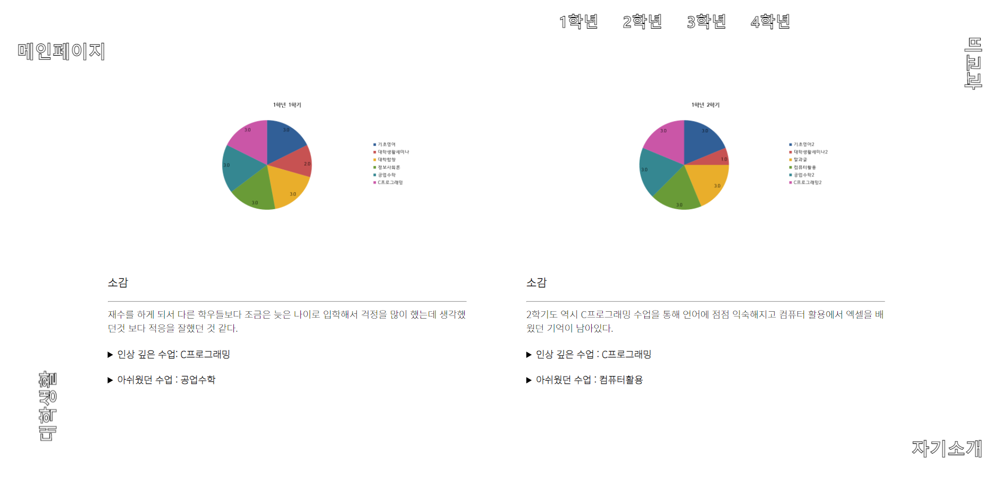 1학년 2학년 3학년 4학년
메인페이지
1학년 1학기
3.0
3.0
2.0
3.0
3.0
3.0
기초영어
대학생활세미나
대학합창
정보사회론
공업수학
C프로그래밍
1학년 2학기
3.0
3.0
1.0
3.0
3.0
3.0
기초영어2
대학생활세미나2
말과글
컴퓨터활용
공업수학2
C프로그래밍2
소감
재수를 하게 되서 다른 학우들보다 조금은 늦은 나이로 입학해서 걱정을 많이 했는데 생각했
던것 보다 적응을 잘했던 것 같다.
▶ 인상 깊은 수업: C프로그래밍
▶ 아쉬웠던 수업 : 공업수학
소감
2학기도 역시 C프로그래밍 수업을 통해 언어에 점점 익숙해지고 컴퓨터 활용에서 엑셀을 배
웠던 기억이 남아있다.
▶ 인상 깊은 수업 : C프로그래밍
▶ 아쉬웠던 수업 : 컴퓨터활용
대학생활
자기소개